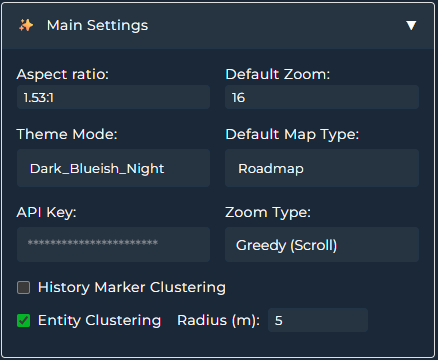 Main Settings
Aspect ratio: Default Zoom:
1.53:1 16
Theme Mode: Default Map Type:
Dark_Blueish_Night Roadmap
API Key: Zoom Type:
*********************** Greedy (Scroll)
History Marker Clustering
Entity Clustering Radius (m): 5